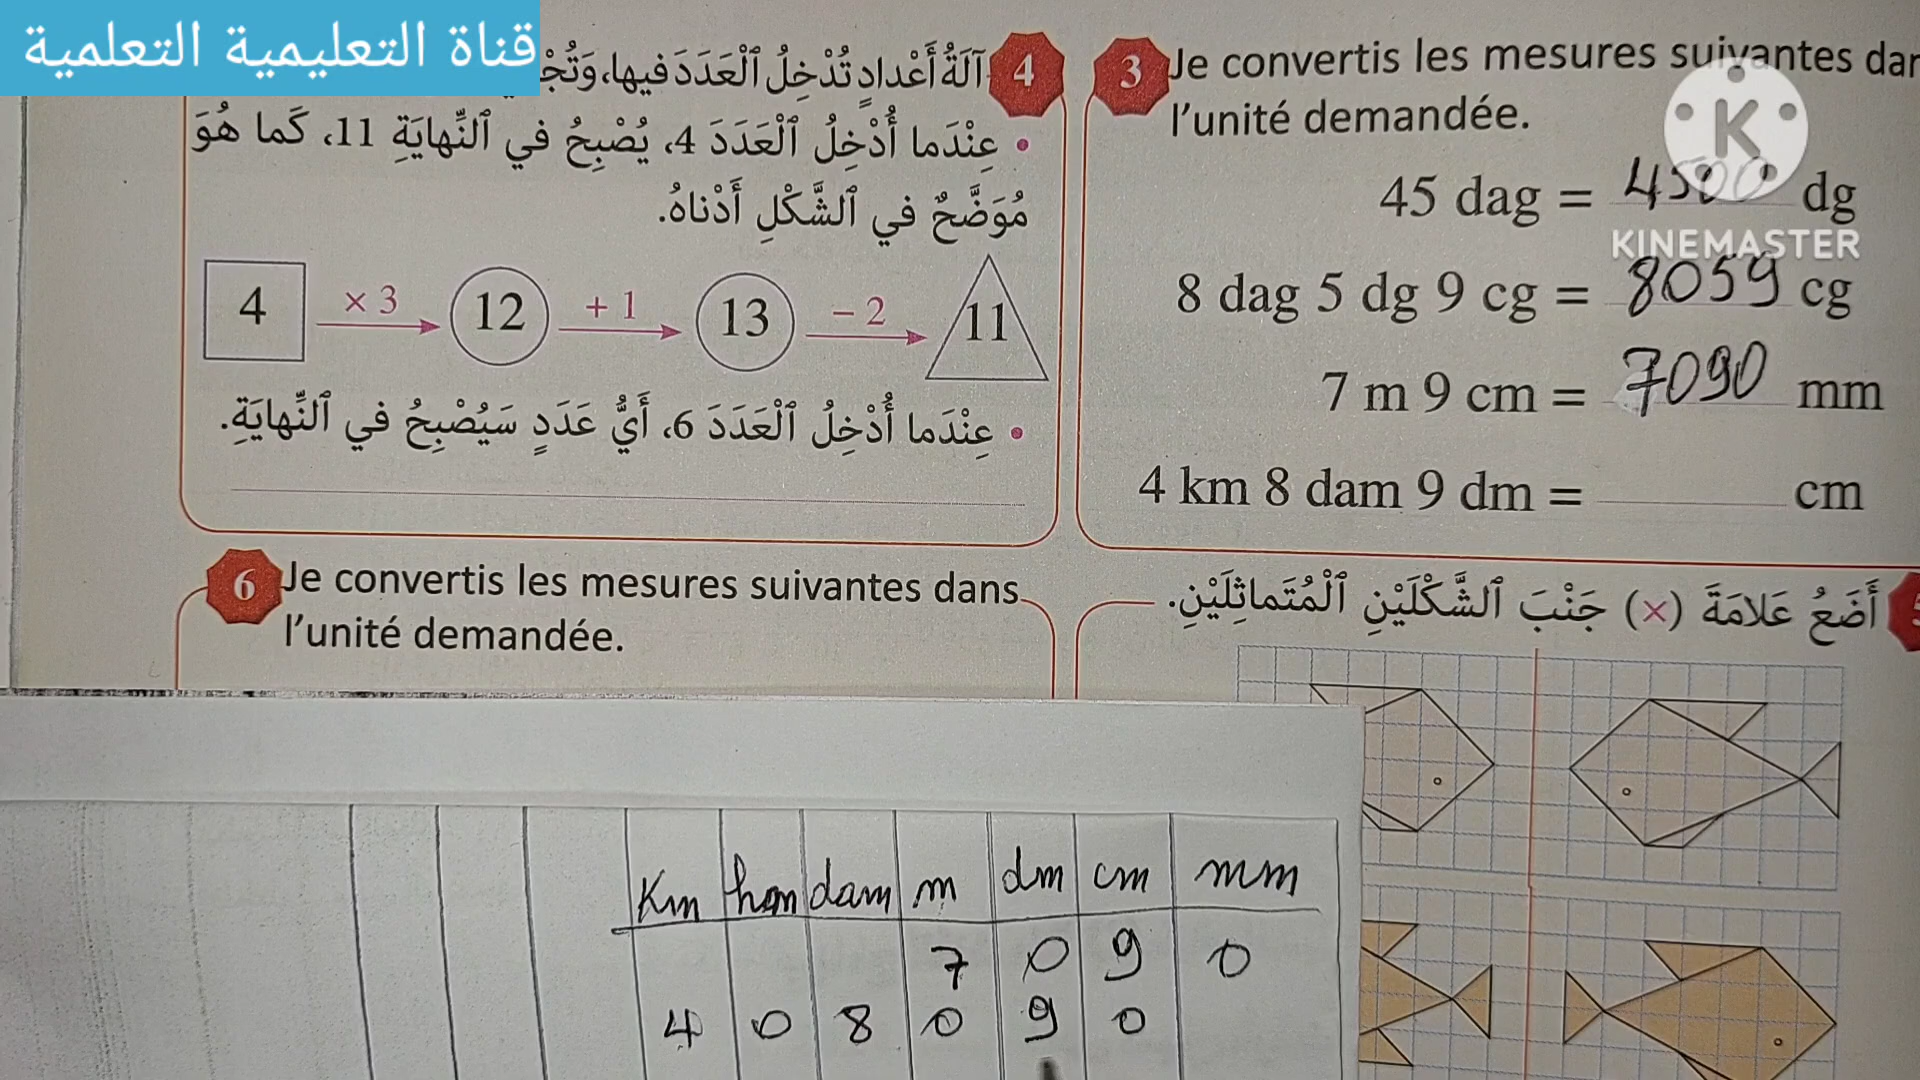 قناة التعليمية التعلمية
3 Je convertis les mesures suivantes
l'unité demandée.
45 dag = 4500 dg
8 dag 5 dg 9 cg = 8059 cg
7 m 9 cm = 7090 mm
4 km 8 dam 9 dm = cm
K
KINEMASTER
4 آلَةُ أَعْدادٍ تُدْخِلُ ٱلْعَدَدَ فيها،
• عِنْدَما أُدْخِلُ ٱلْعَدَدَ 4، يُصْبِحُ في ٱلنِّهايَةِ 11، كَما هُوَ
مُوَضَّحٌ في ٱلشَّكْلِ أَدْناهُ.
4 × 3 12 + 1 13 − 2 11
• عِنْدَما أُدْخِلُ ٱلْعَدَدَ 6، أَيُّ عَدَدٍ سَيُصْبِحُ في ٱلنِّهايَةِ.
أَضَعُ عَلامَةَ (×) جَنْبَ ٱلشَّكْلَيْنِ ٱلْمُتَماثِلَيْنِ.
6 Je convertis les mesures suivantes dans
l'unité demandée.
Km hm dam m dm cm mm
7 0 9 0
4 0 8 0 9 0